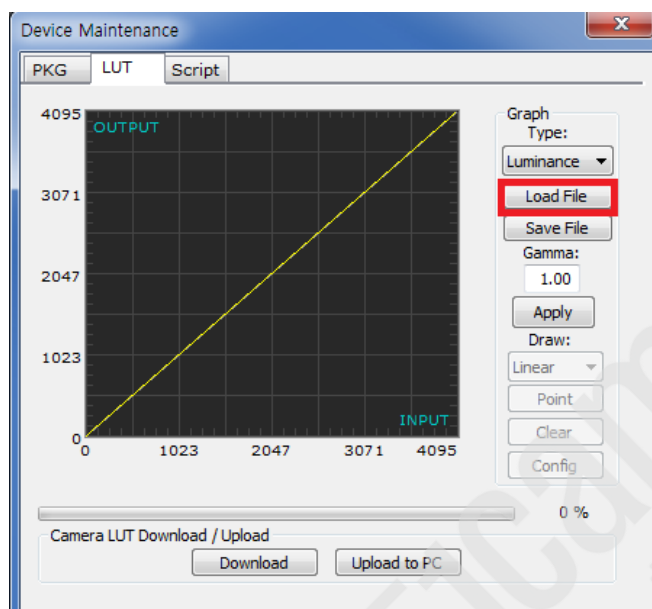 Device Maintenance
x
PKG LUT Script
4095
OUTPUT
3071
2047
1023
0
INPUT
0 1023 2047 3071 4095
Graph
Type:
Luminance
Load File
Save File
Gamma:
1.00
Apply
Draw:
Linear
Point
Clear
Config
0 %
Camera LUT Download / Upload
Download Upload to PC